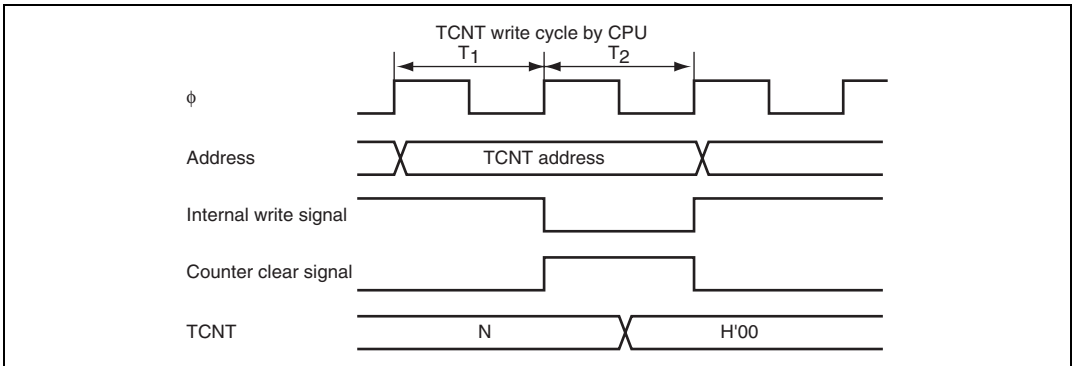 TCNT write cycle by CPU
T1 T2
ϕ
Address TCNT address
Internal write signal
Counter clear signal
TCNT N H'00